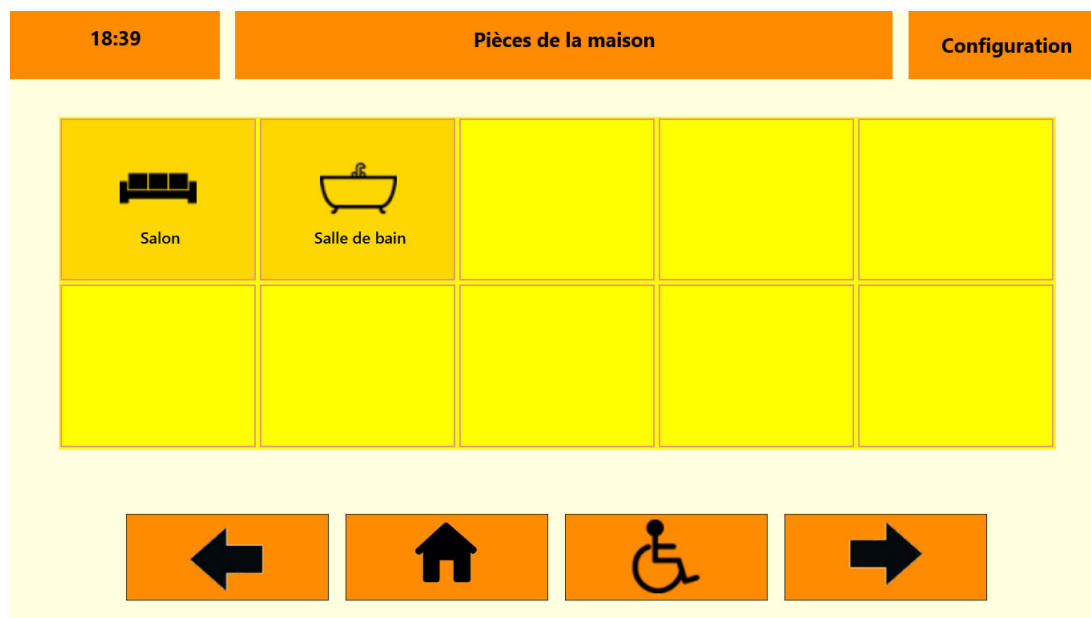 18:39
Pièces de la maison
Configuration
Salon
Salle de bain